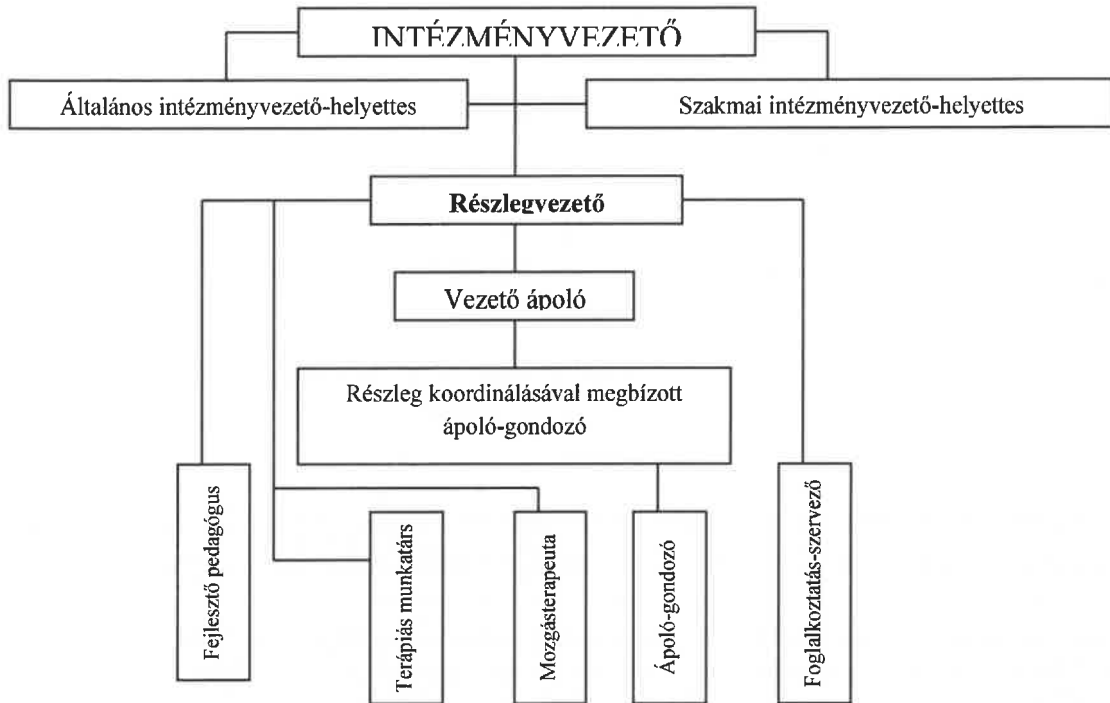 INTÉZMÉNYVEZETŐ
Általános intézményvezető-helyettes
Szakmai intézményvezető-helyettes
Részlegvezető
Vezető ápoló
Részleg koordinálásával megbízott
ápoló-gondozó
Fejlesztő pedagógus
Terápiás munkatárs
Mozgásterapeuta
Ápoló-gondozó
Foglalkoztatás-szervező